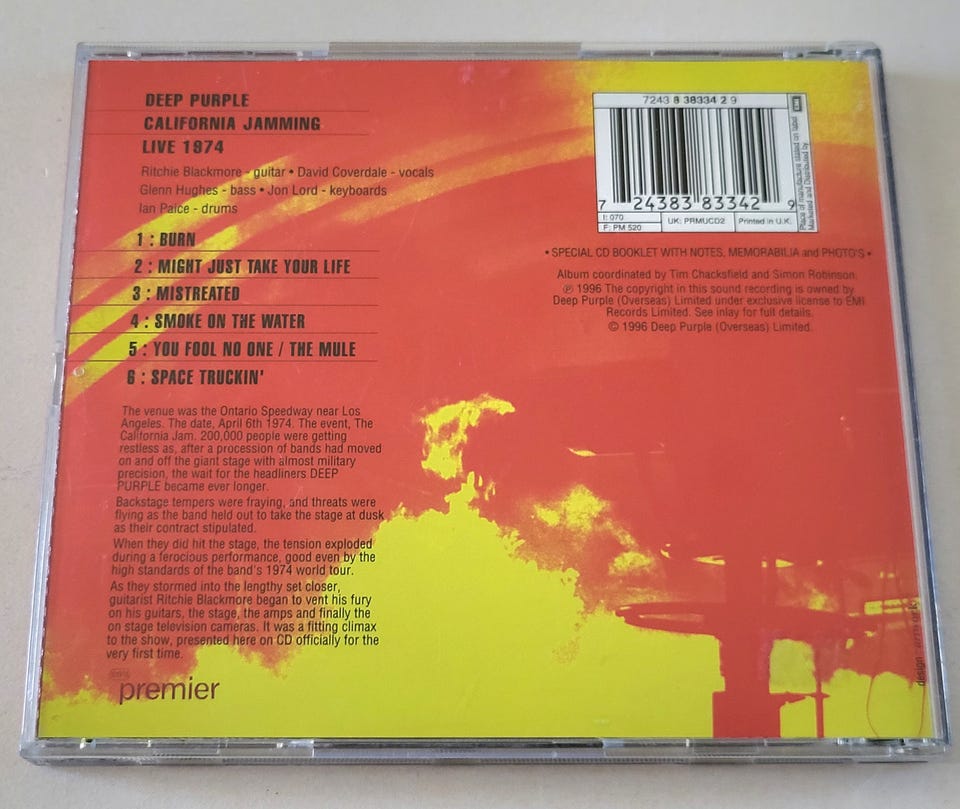 DEEP PURPLE
CALIFORNIA JAMMING
LIVE 1974
Ritchie Blackmore - guitar • David Coverdale - vocals
Glenn Hughes - bass • Jon Lord - keyboards
Ian Paice - drums
1 : BURN
2 : MIGHT JUST TAKE YOUR LIFE
3 : MISTREATED
4 : SMOKE ON THE WATER
5 : YOU FOOL NO ONE / THE MULE
6 : SPACE TRUCKIN'
The venue was the Ontario Speedway near Los
Angeles. The date, April 6th 1974. The event, The
California Jam. 200,000 people were getting
restless as, after a procession of bands had moved
on and off the giant stage with almost military
precision, the wait for the headliners DEEP
PURPLE became ever longer.
Backstage tempers were fraying, and threats were
flying as the band held out to take the stage at dusk
as their contract stipulated.
When they did hit the stage, the tension exploded
during a ferocious performance, good even by the
high standards of the band's 1974 world tour.
As they stormed into the lengthy set closer,
guitarist Ritchie Blackmore began to vent his fury
on his guitars, the stage, the amps and finally the
on stage television cameras. It was a fitting climax
to the show, presented here on CD officially for the
very first time.
premier
7243 8 38334 2 9
EMI
Place of manufacture stated on label
Marketed and Distributed by
7 24383 83342 9
I: 070
F: PM 520
UK: PRMUCD2
Printed in U.K.
• SPECIAL CD BOOKLET WITH NOTES, MEMORABILIA and PHOTO'S •
Album coordinated by Tim Chacksfield and Simon Robinson.
℗ 1996 The copyright in this sound recording is owned by
Deep Purple (Overseas) Limited under exclusive license to EMI
Records Limited. See inlay for full details.
© 1996 Deep Purple (Overseas) Limited.
design